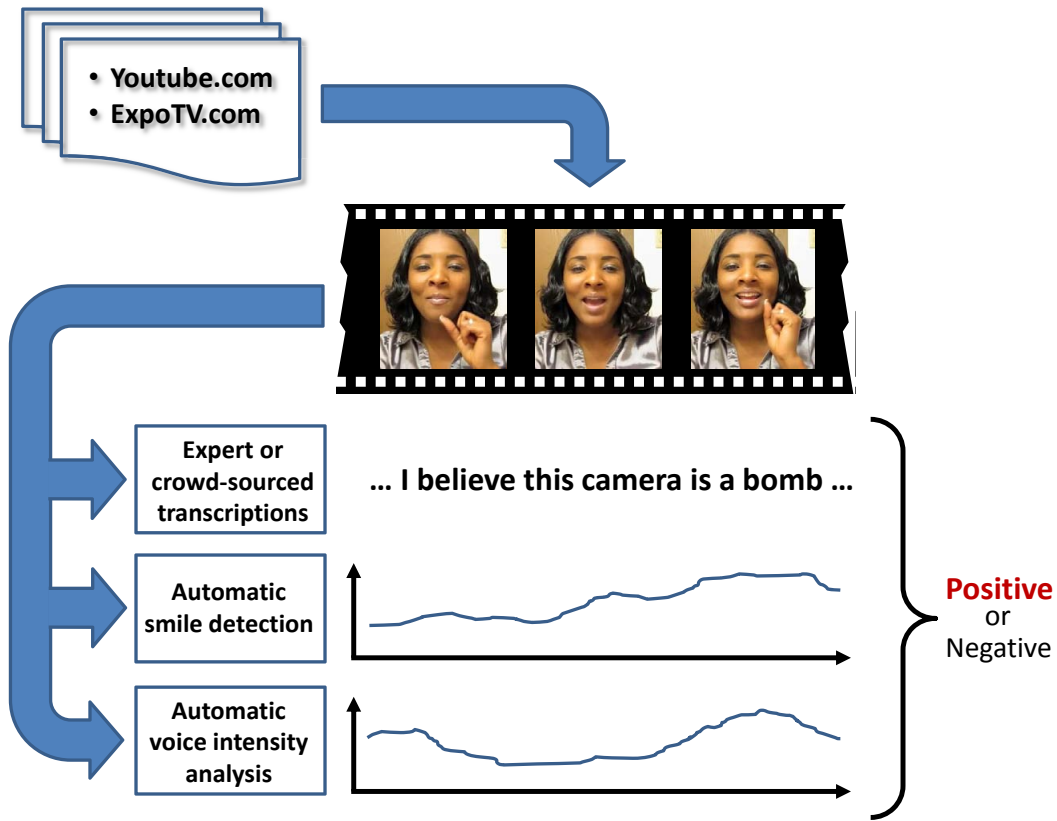 • Youtube.com
• ExpoTV.com
Expert or
crowd-sourced
transcriptions
... I believe this camera is a bomb ...
Automatic
smile detection
Positive
or
Negative
Automatic
voice intensity
analysis